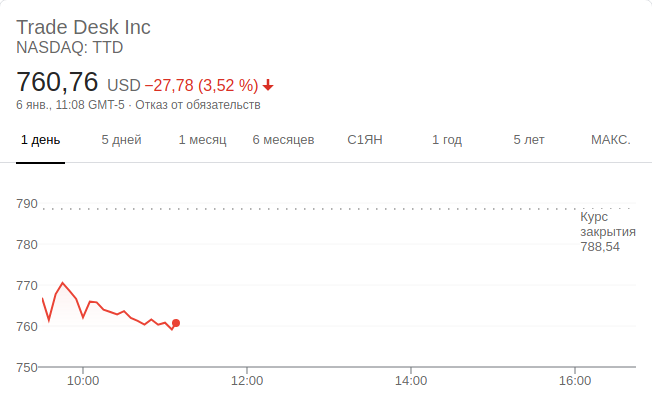 Trade Desk Inc
NASDAQ: TTD
760,76 USD −27,78 (3,52 %)
6 янв., 11:08 GMT-5 · Отказ от обязательств
1 день 5 дней 1 месяц 6 месяцев С1ЯН 1 год 5 лет МАКС.
790
Курс
закрытия
788,54
780
770
760
750
10:00 12:00 14:00 16:00